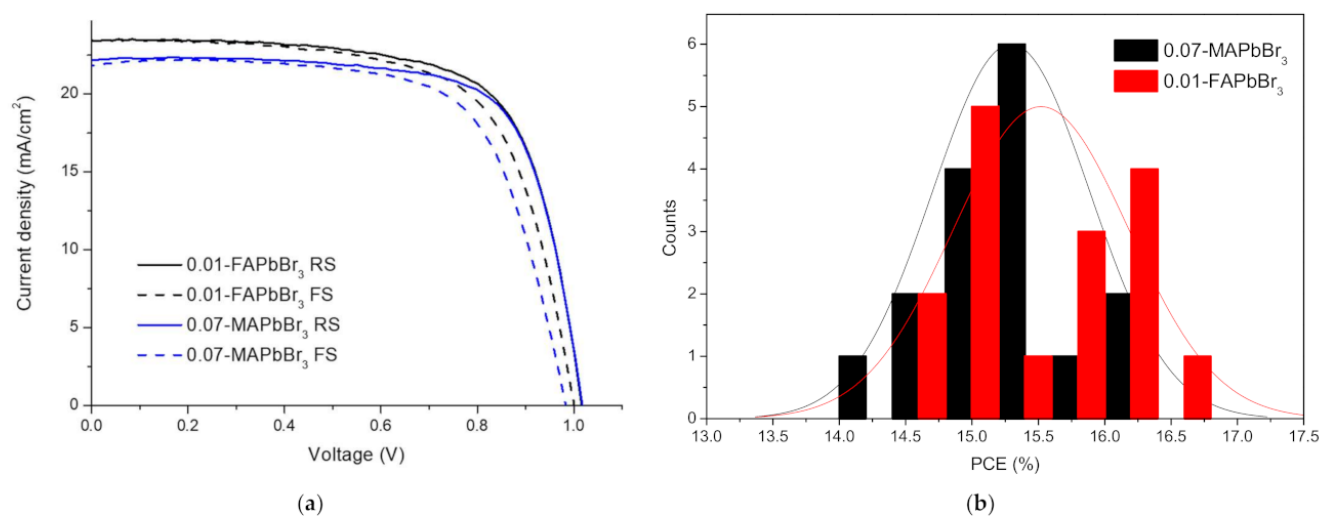 Current density (mA/cm²)
20
15
10
5
0
0.01-FAPbBr₃ RS
0.01-FAPbBr₃ FS
0.07-MAPbBr₃ RS
0.07-MAPbBr₃ FS
0.0 0.2 0.4 0.6 0.8 1.0
Voltage (V)
(a)
Counts
6
5
4
3
2
1
0
0.07-MAPbBr₃
0.01-FAPbBr₃
13.0 13.5 14.0 14.5 15.0 15.5 16.0 16.5 17.0 17.5
PCE (%)
(b)